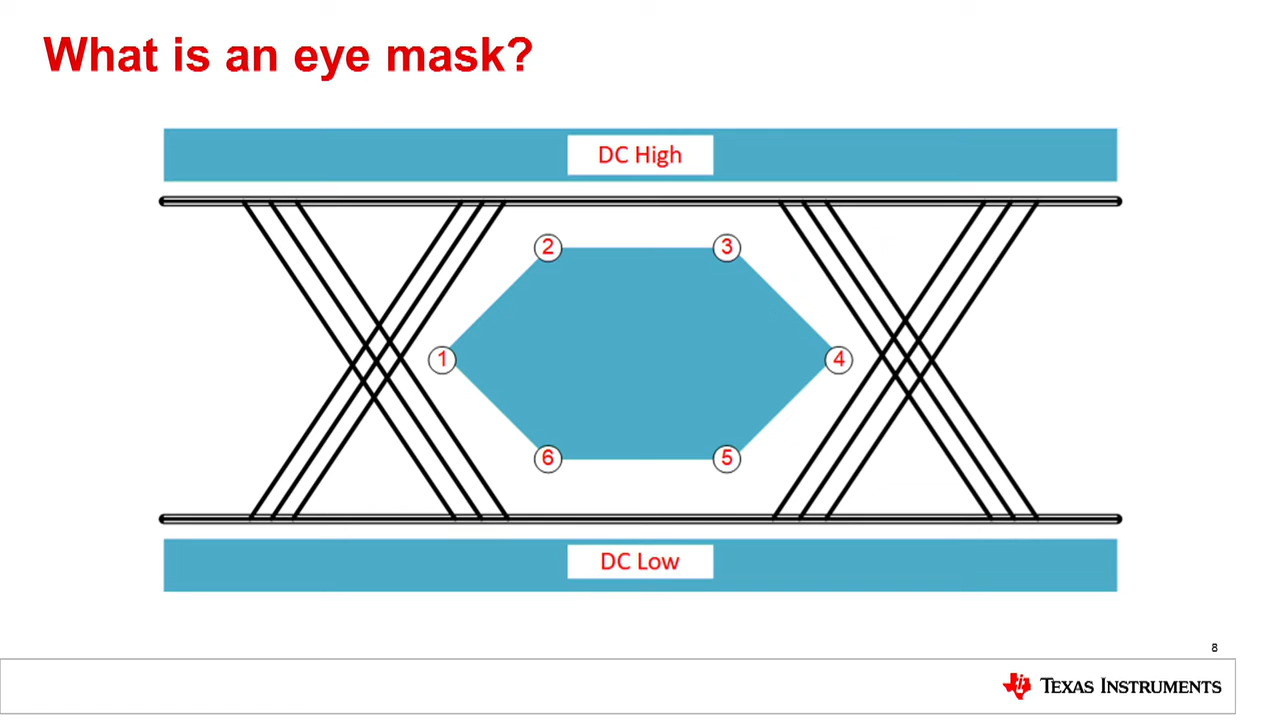 What is an eye mask?
DC High
2
3
1
4
6
5
DC Low
8
TEXAS INSTRUMENTS